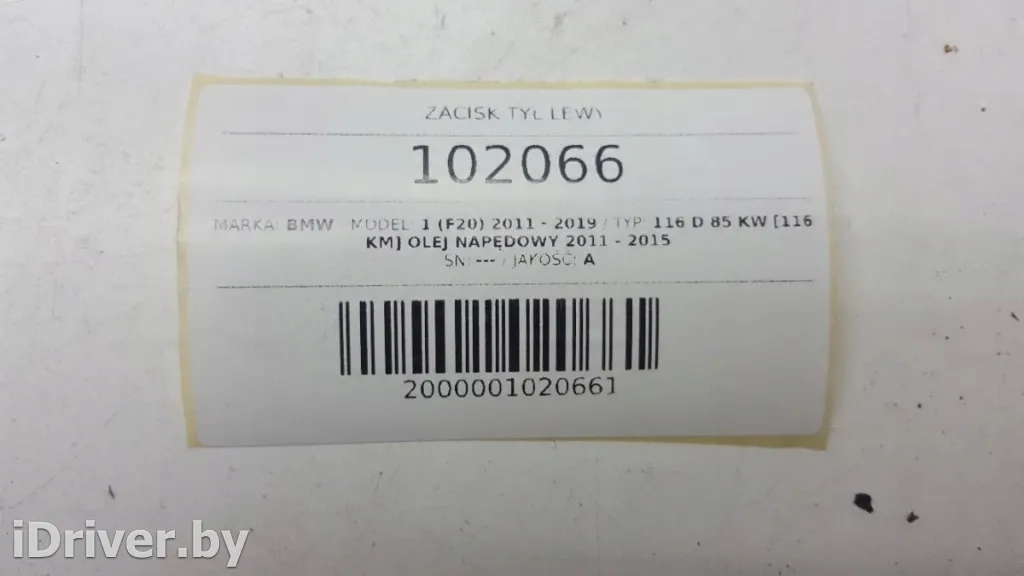 ZACISK TYŁ LEWY
102066
MARKA: BMW / MODEL: 1 (F20) 2011 - 2019 / TYP: 116 D 85 KW [116
KM] OLEJ NAPĘDOWY 2011 - 2015
SN: --- / JAKOŚĆ: A
2000001020661
iDriver.by